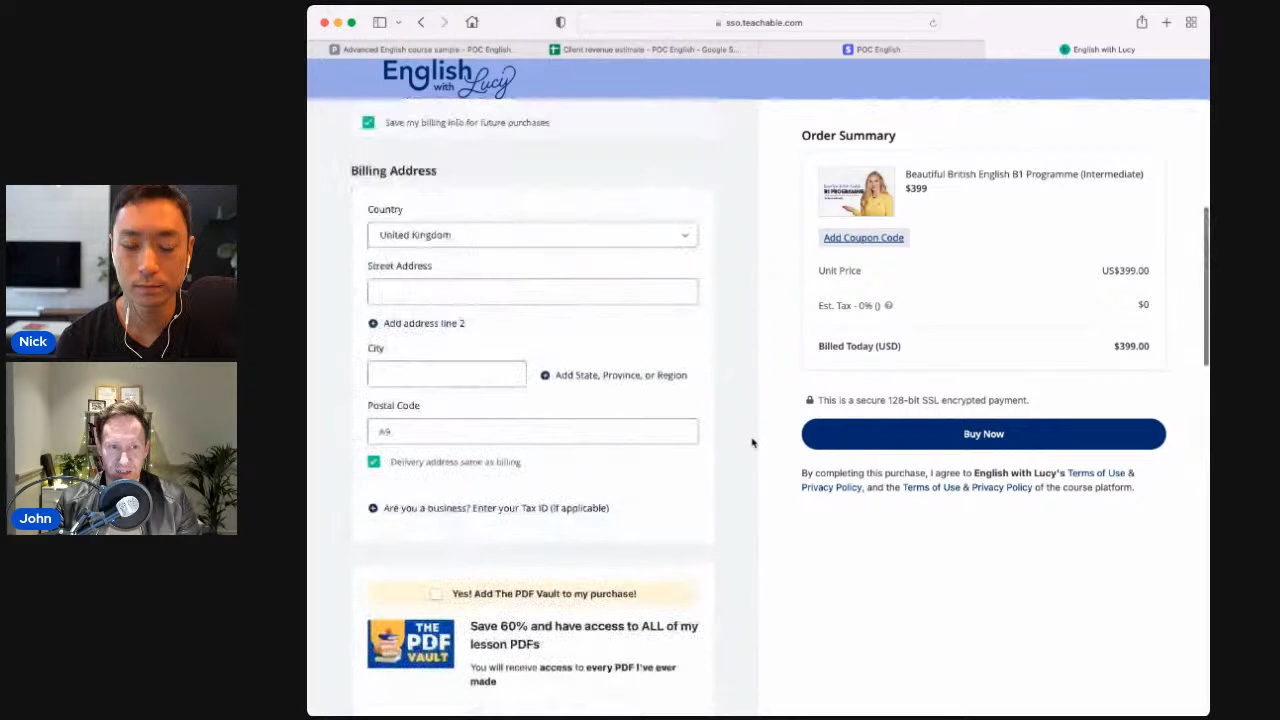 sso.teachable.com
Advanced English course sample - POC English
Client revenue estimate - POC English - Google S...
POC English
English with Lucy
English
with Lucy
Save my billing info for future purchases
Billing Address
Country
United Kingdom
Street Address
Add address line 2
City
Add State, Province, or Region
Postal Code
Delivery address same as billing
Are you a business? Enter your Tax ID (if applicable)
Yes! Add The PDF Vault to my purchase!
THE
PDF
VAULT
Save 60% and have access to ALL of my
lesson PDFs
You will receive access to every PDF I've ever
made
Order Summary
Beautiful British English B1 Programme (Intermediate)
$399
Add Coupon Code
Unit Price
US$399.00
Est. Tax - 0% ()
$0
Billed Today (USD)
$399.00
This is a secure 128-bit SSL encrypted payment.
Buy Now
By completing this purchase, I agree to English with Lucy's Terms of Use &
Privacy Policy, and the Terms of Use & Privacy Policy of the course platform.
Nick
John